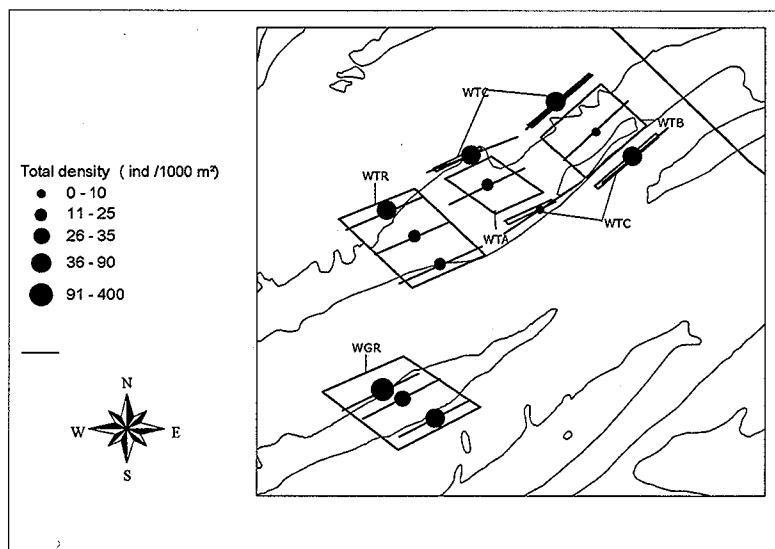 Total density ( ind /1000 m²)
0 - 10
11 - 25
26 - 35
36 - 90
91 - 400
N
W E
S
WTC
WTB
WTR
WTA
WTC
WGR